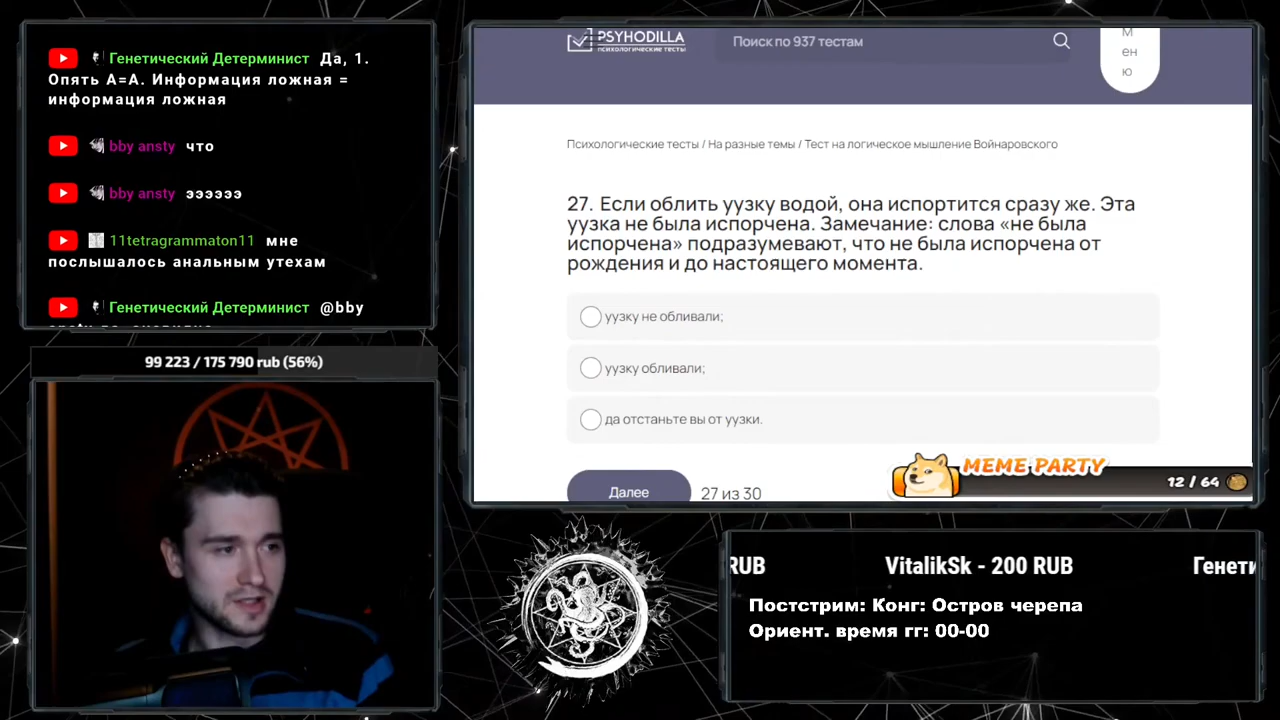 Генетический Детерминист Да, 1.
Опять А=А. Информация ложная =
информация ложная
bby ansty что
bby ansty ээээээ
11tetragrammaton11 мне
послышалось анальным утехам
Генетический Детерминист @bby
99 223 / 175 790 rub (56%)
PSYHODILLA
ПСИХОЛОГИЧЕСКИЕ ТЕСТЫ
Поиск по 937 тестам
М
ен
ю
Психологические тесты / На разные темы / Тест на логическое мышление Войнаровского
27. Если облить уузку водой, она испортится сразу же. Эта
уузка не была испорчена. Замечание: слова «не была
испорчена» подразумевают, что не была испорчена от
рождения и до настоящего момента.
уузку не обливали;
уузку обливали;
да отстаньте вы от уузки.
Далее
27 из 30
MEME PARTY
12 / 64
RUB
VitalikSk - 200 RUB
Генети
Постстрим: Конг: Остров черепа
Ориент. время гг: 00-00